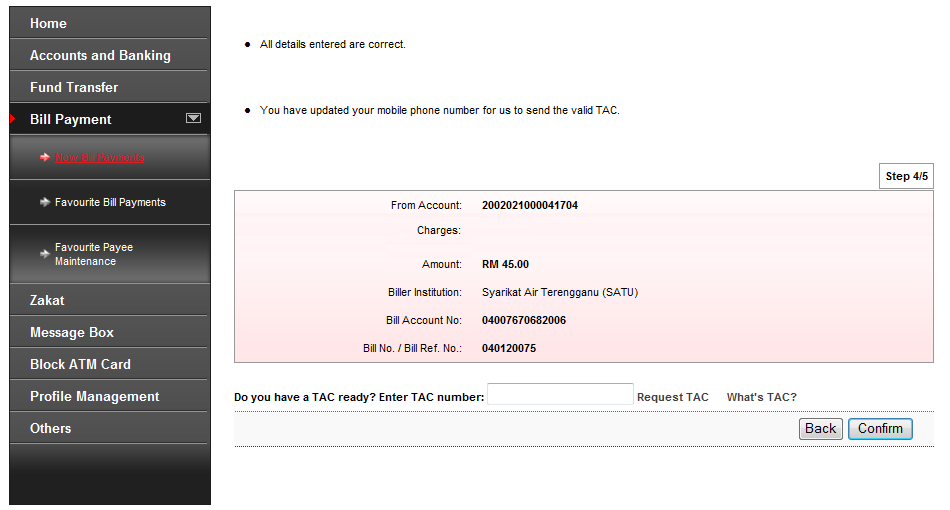 Home
Accounts and Banking
Fund Transfer
Bill Payment
New Bill Payments
Favourite Bill Payments
Favourite Payee
Maintenance
Zakat
Message Box
Block ATM Card
Profile Management
Others
All details entered are correct.
You have updated your mobile phone number for us to send the valid TAC.
Step 4/5
From Account: 2002021000041704
Charges:
Amount: RM 45.00
Biller Institution: Syarikat Air Terengganu (SATU)
Bill Account No: 04007670682006
Bill No. / Bill Ref. No.: 040120075
Do you have a TAC ready? Enter TAC number: Request TAC What's TAC?
Back Confirm